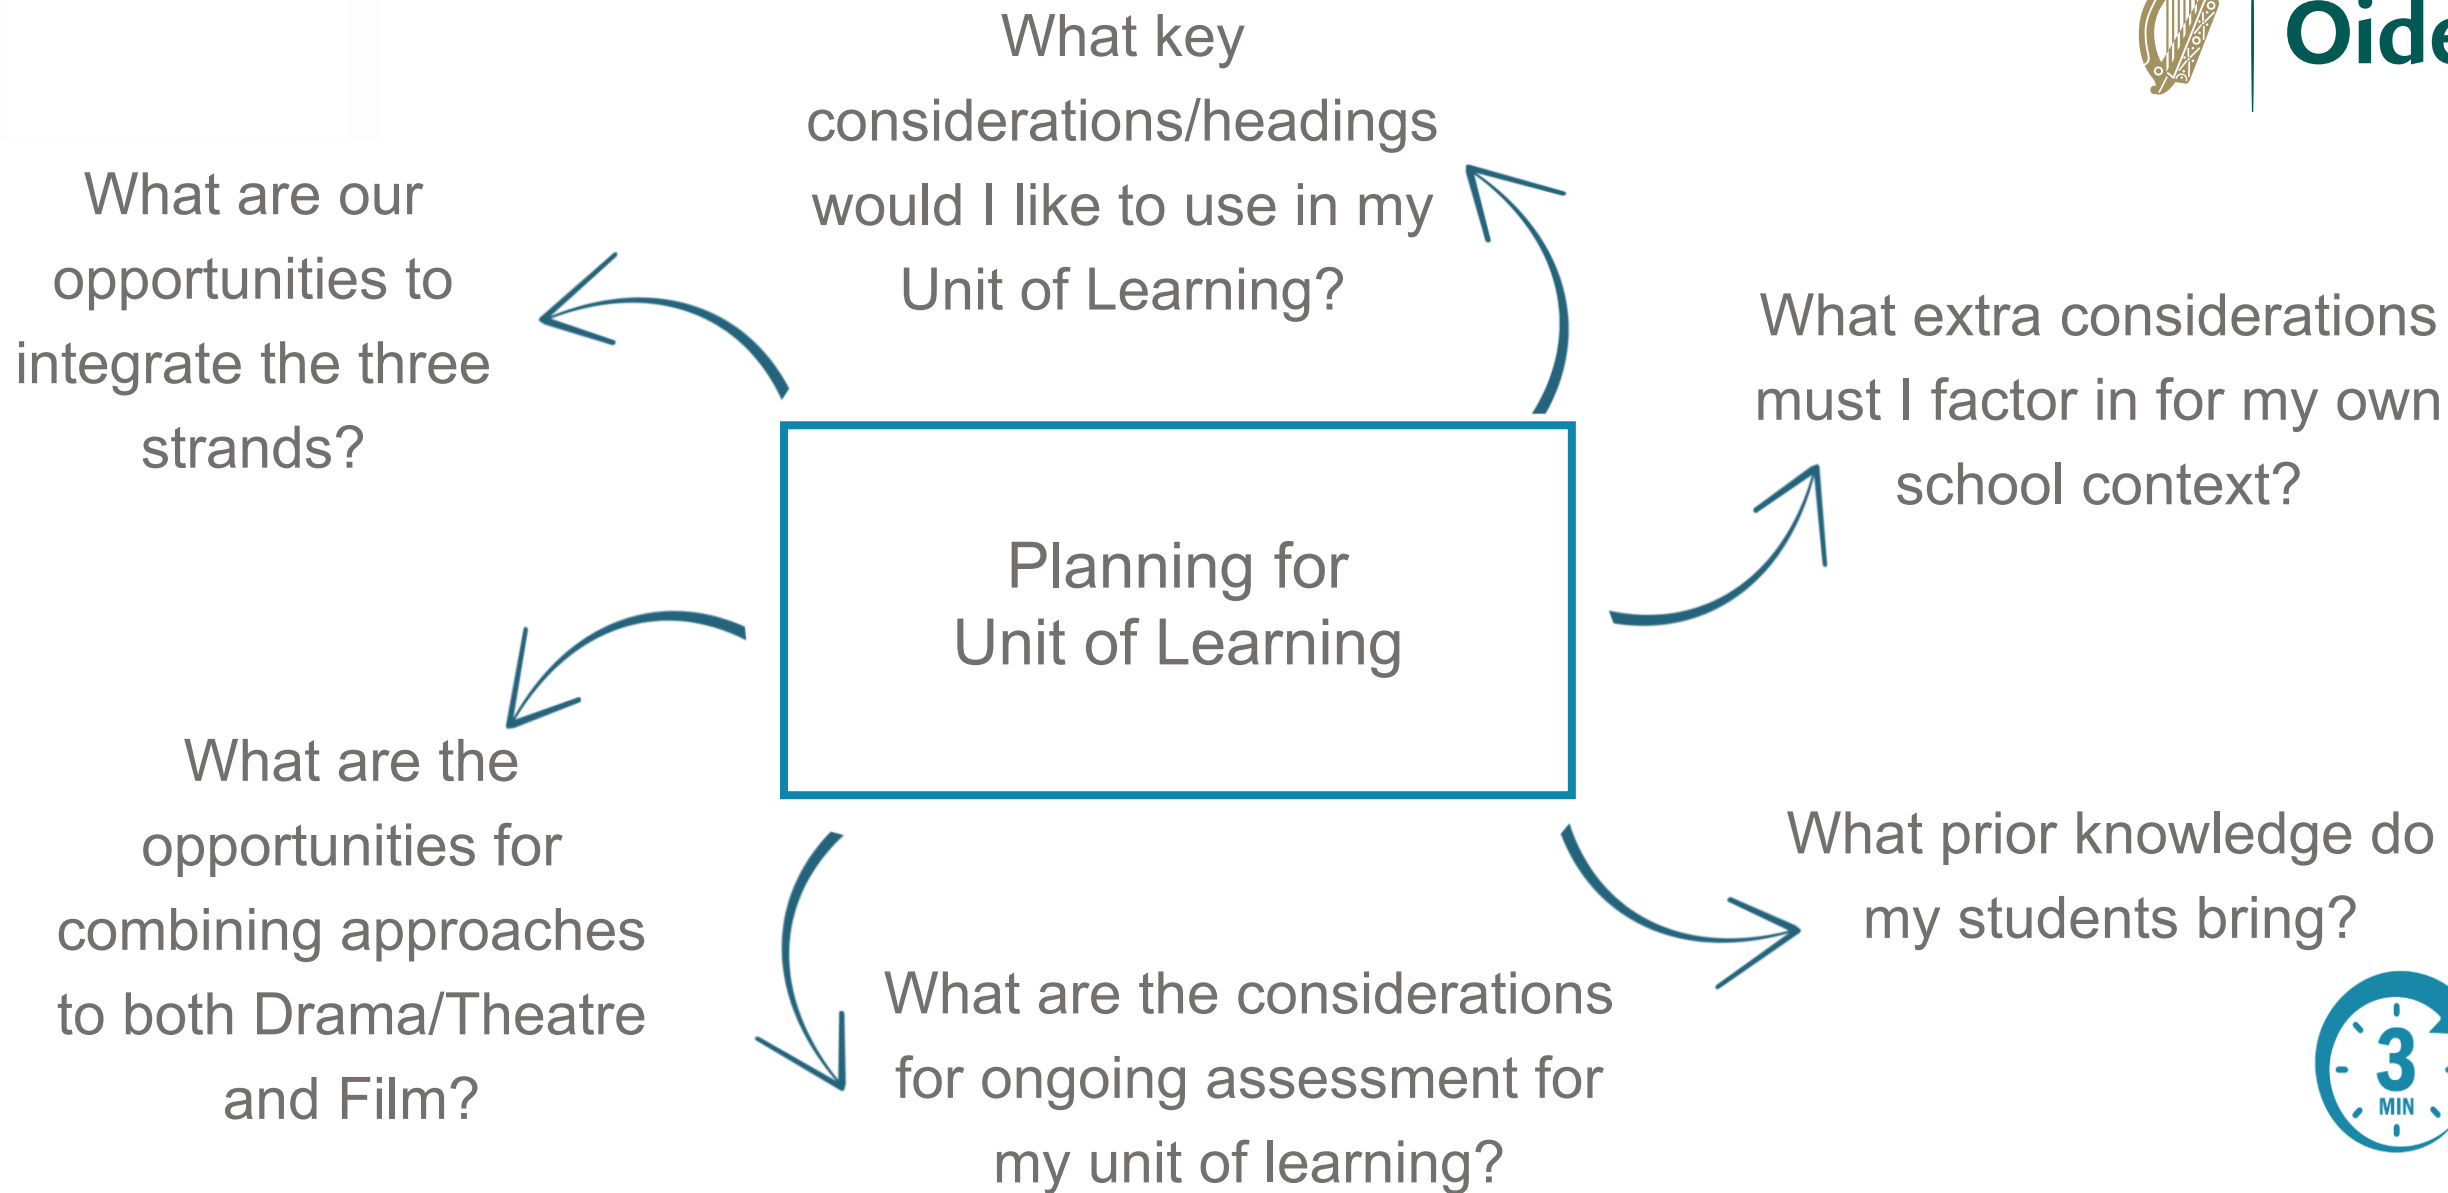 What key
considerations/headings
would I like to use in my
Unit of Learning?
What are our
opportunities to
integrate the three
strands?
What extra considerations
must I factor in for my own
school context?
Planning for
Unit of Learning
What are the
opportunities for
combining approaches
to both Drama/Theatre
and Film?
What prior knowledge do
my students bring?
What are the considerations
for ongoing assessment for
my unit of learning?
3
MIN